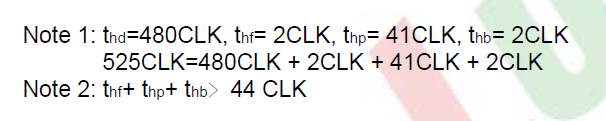 Note 1: thd=480CLK, thf= 2CLK, thp= 41CLK, thb= 2CLK
525CLK=480CLK + 2CLK + 41CLK + 2CLK
Note 2: thf+ thp+ thb> 44 CLK